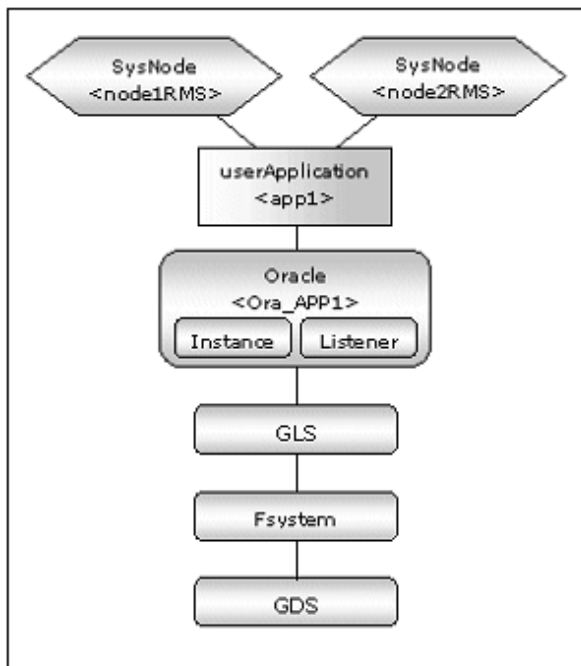 SysNode
<node1RMS>
SysNode
<node2RMS>
userApplication
<app1>
Oracle
<Ora_APP1>
Instance
Listener
GLS
Fsystem
GDS